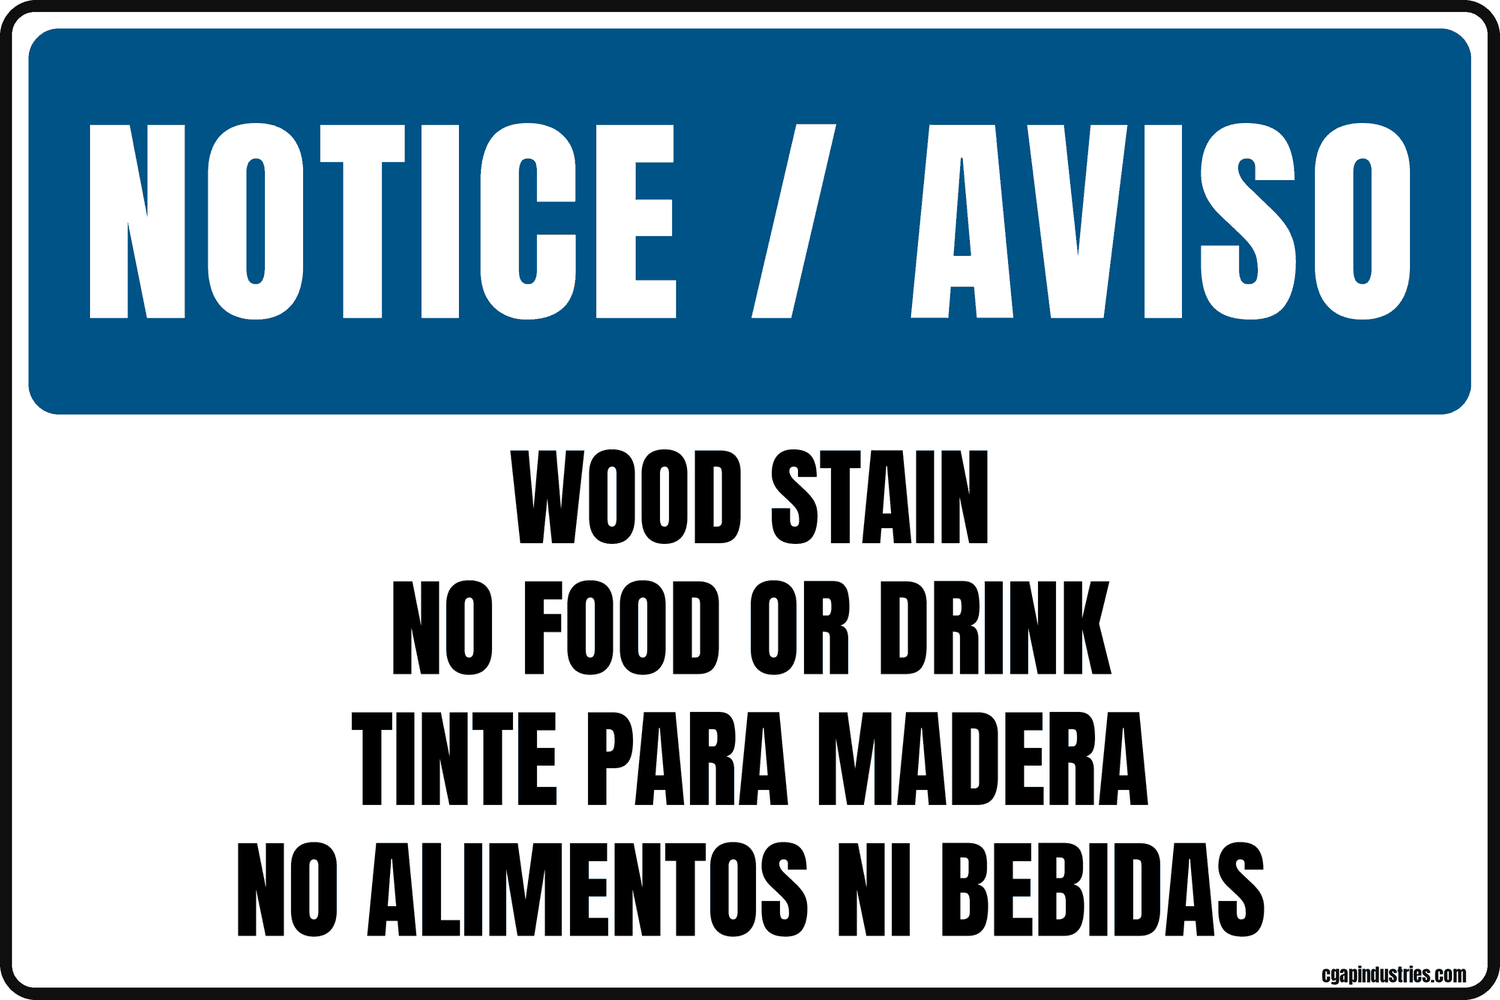 NOTICE / AVISO
WOOD STAIN
NO FOOD OR DRINK
TINTE PARA MADERA
NO ALIMENTOS NI BEBIDAS
cgapindustries.com